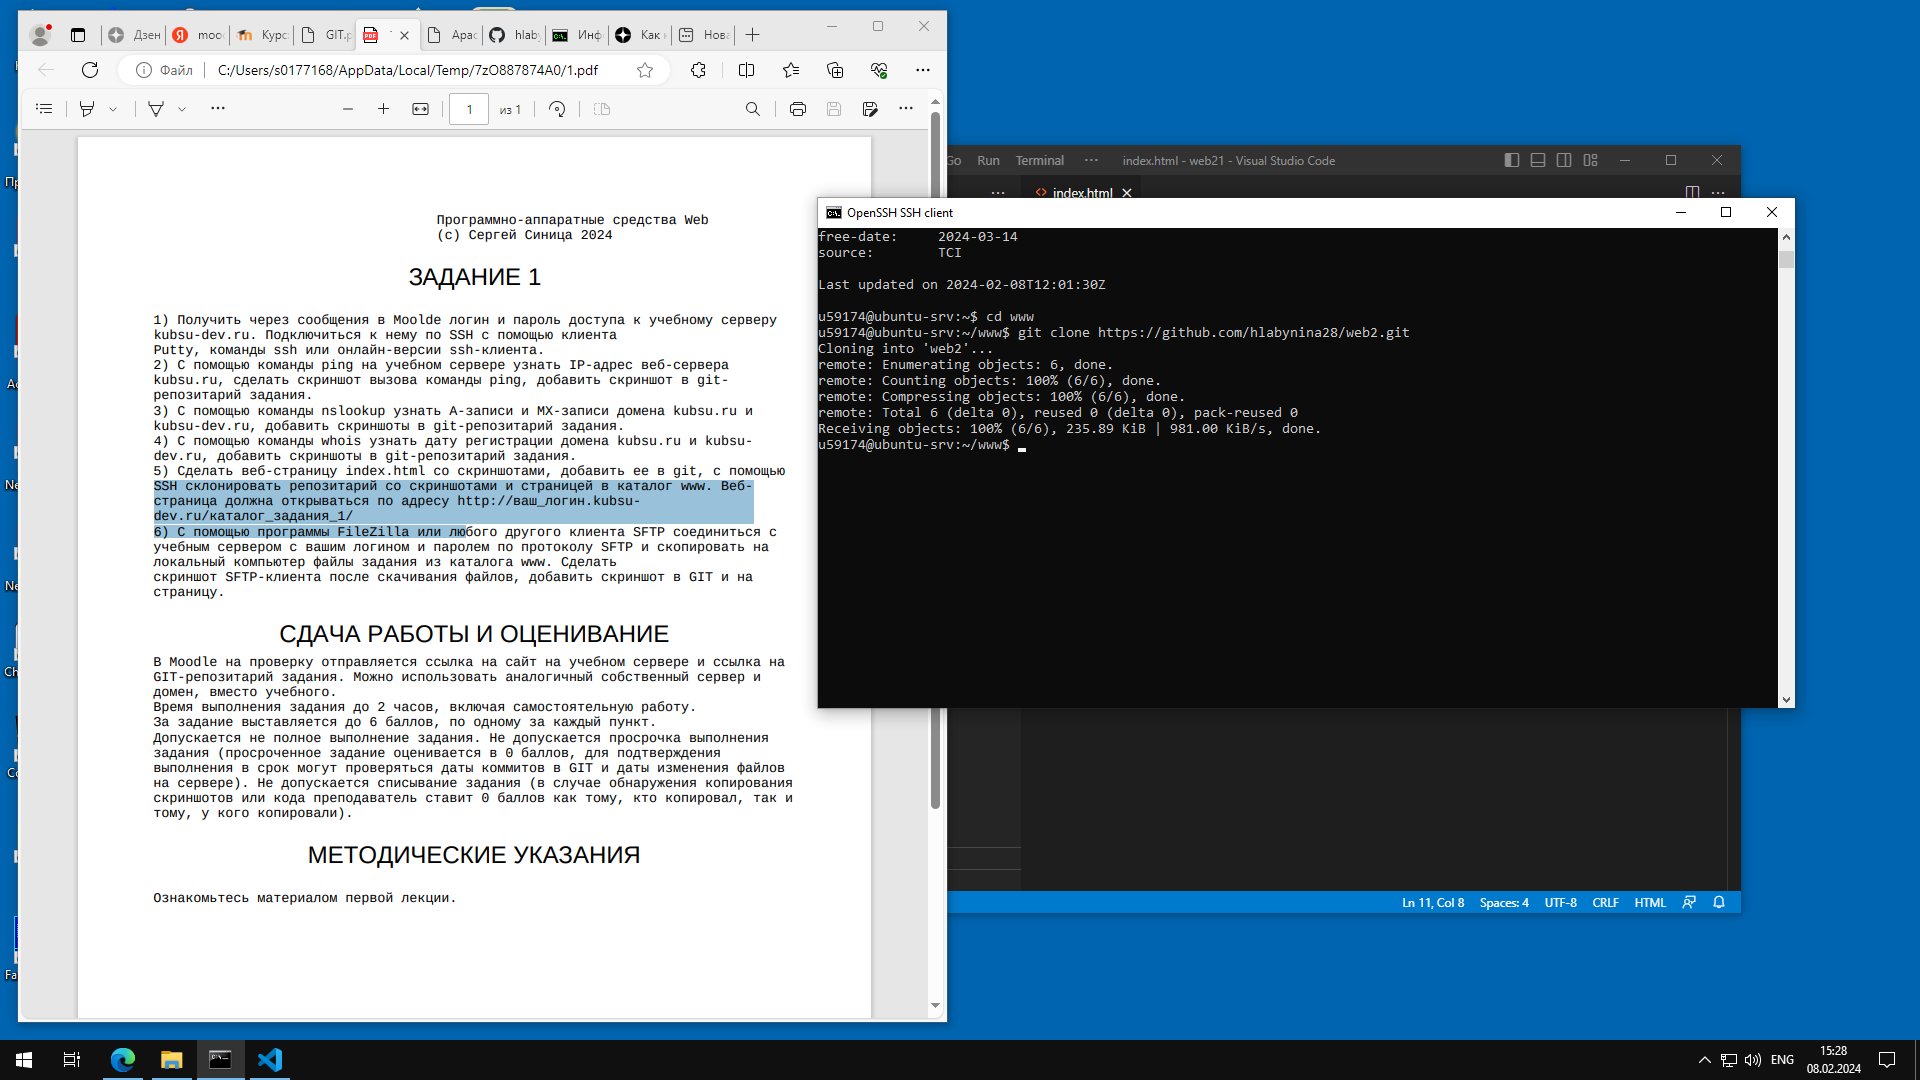 Дзен
Курс
GIT.p
Apac
hlaby
Инф
Как к
Нова
Файл
C:/Users/s0177168/AppData/Local/Temp/7zO887874A0/1.pdf
1
из 1
Программно-аппаратные средства Web
(c) Сергей Синица 2024
ЗАДАНИЕ 1
1) Получить через сообщения в Moolde логин и пароль доступа к учебному серверу
kubsu-dev.ru. Подключиться к нему по SSH с помощью клиента
Putty, команды ssh или онлайн-версии ssh-клиента.
2) С помощью команды ping на учебном сервере узнать IP-адрес веб-сервера
kubsu.ru, сделать скриншот вызова команды ping, добавить скриншот в git-
репозитарий задания.
3) С помощью команды nslookup узнать A-записи и MX-записи домена kubsu.ru и
kubsu-dev.ru, добавить скриншоты в git-репозитарий задания.
4) С помощью команды whois узнать дату регистрации домена kubsu.ru и kubsu-
dev.ru, добавить скриншоты в git-репозитарий задания.
5) Сделать веб-страницу index.html со скриншотами, добавить ее в git, с помощью
SSH склонировать репозитарий со скриншотами и страницей в каталог www. Веб-
страница должна открываться по адресу http://ваш_логин.kubsu-
dev.ru/каталог_задания_1/
6) С помощью программы FileZilla или любого другого клиента SFTP соединиться с
учебным сервером с вашим логином и паролем по протоколу SFTP и скопировать на
локальный компьютер файлы задания из каталога www. Сделать
скриншот SFTP-клиента после скачивания файлов, добавить скриншот в GIT и на
страницу.
СДАЧА РАБОТЫ И ОЦЕНИВАНИЕ
В Moodle на проверку отправляется ссылка на сайт на учебном сервере и ссылка на
GIT-репозитарий задания. Можно использовать аналогичный собственный сервер и
домен, вместо учебного.
Время выполнения задания до 2 часов, включая самостоятельную работу.
За задание выставляется до 6 баллов, по одному за каждый пункт.
Допускается не полное выполнение задания. Не допускается просрочка выполнения
задания (просроченное задание оценивается в 0 баллов, для подтверждения
выполнения в срок могут проверяться даты коммитов в GIT и даты изменения файлов
на сервере). Не допускается списывание задания (в случае обнаружения копирования
скриншотов или кода преподаватель ставит 0 баллов как тому, кто копировал, так и
тому, у кого копировали).
МЕТОДИЧЕСКИЕ УКАЗАНИЯ
Ознакомьтесь материалом первой лекции.
Go Run Terminal ··· index.html - web21 - Visual Studio Code
index.html
OpenSSH SSH client
free-date:     2024-03-14
source:        TCI
Last updated on 2024-02-08T12:01:30Z
u59174@ubuntu-srv:~$ cd www
u59174@ubuntu-srv:~/www$ git clone https://github.com/hlabynina28/web2.git
Cloning into 'web2'...
remote: Enumerating objects: 6, done.
remote: Counting objects: 100% (6/6), done.
remote: Compressing objects: 100% (6/6), done.
remote: Total 6 (delta 0), reused 0 (delta 0), pack-reused 0
Receiving objects: 100% (6/6), 235.89 KiB | 981.00 KiB/s, done.
u59174@ubuntu-srv:~/www$
Ln 11, Col 8 Spaces: 4 UTF-8 CRLF HTML
ENG
15:28
08.02.2024